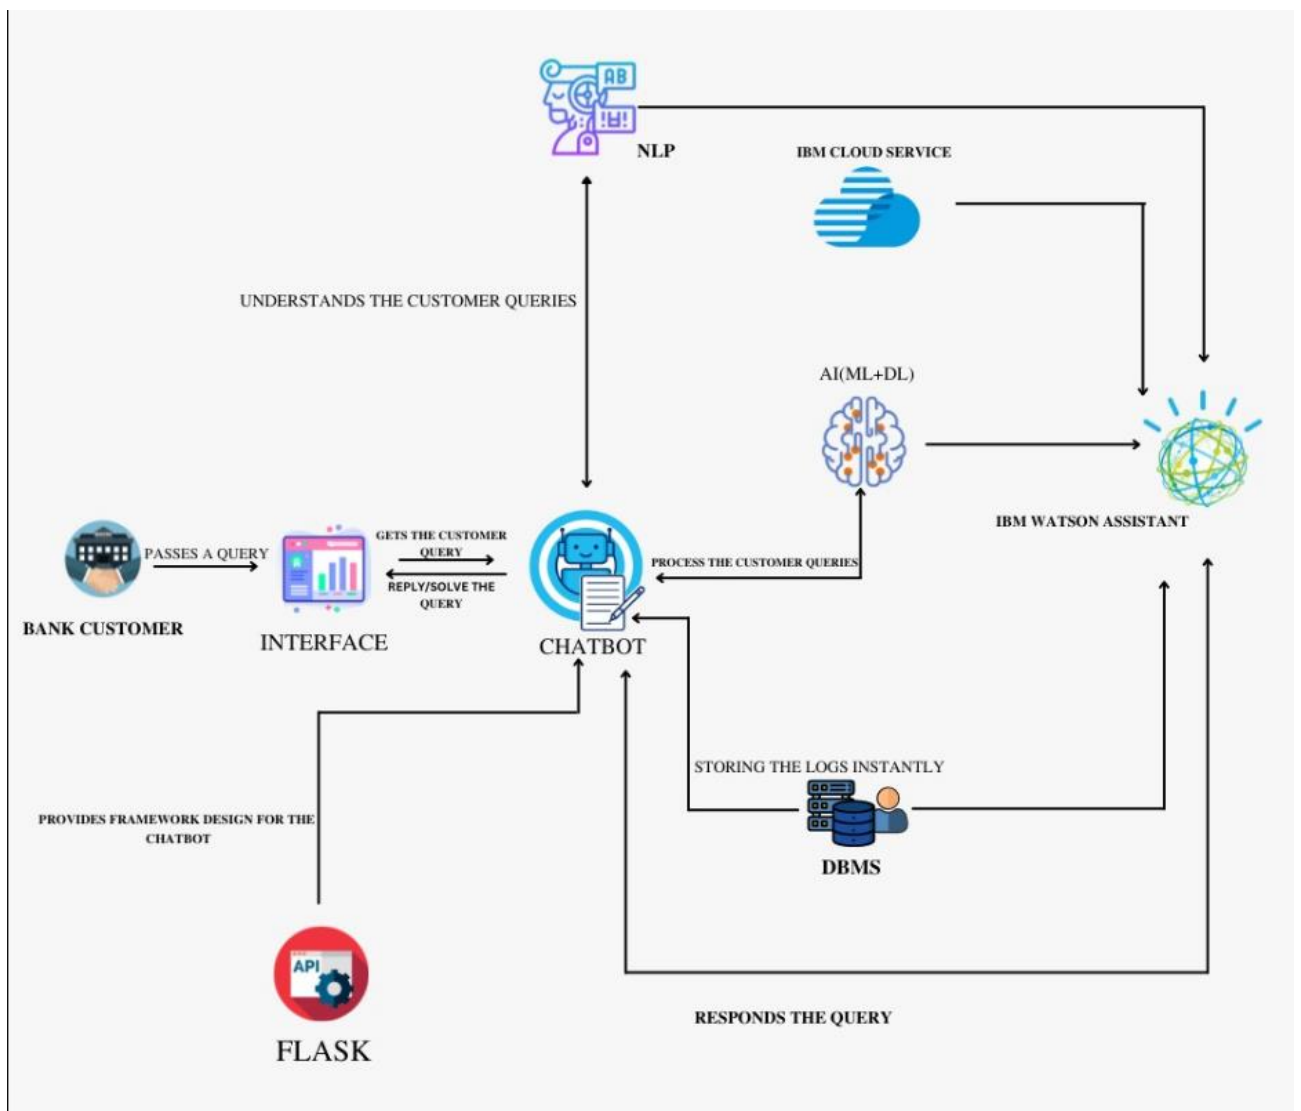 AB
NLP
IBM CLOUD SERVICE
UNDERSTANDS THE CUSTOMER QUERIES
AI(ML+DL)
IBM WATSON ASSISTANT
PASSES A QUERY
GETS THE CUSTOMER
QUERY
REPLY/SOLVE THE
QUERY
PROCESS THE CUSTOMER QUERIES
BANK CUSTOMER
INTERFACE
CHATBOT
STORING THE LOGS INSTANTLY
PROVIDES FRAMEWORK DESIGN FOR THE
CHATBOT
DBMS
API
RESPONDS THE QUERY
FLASK